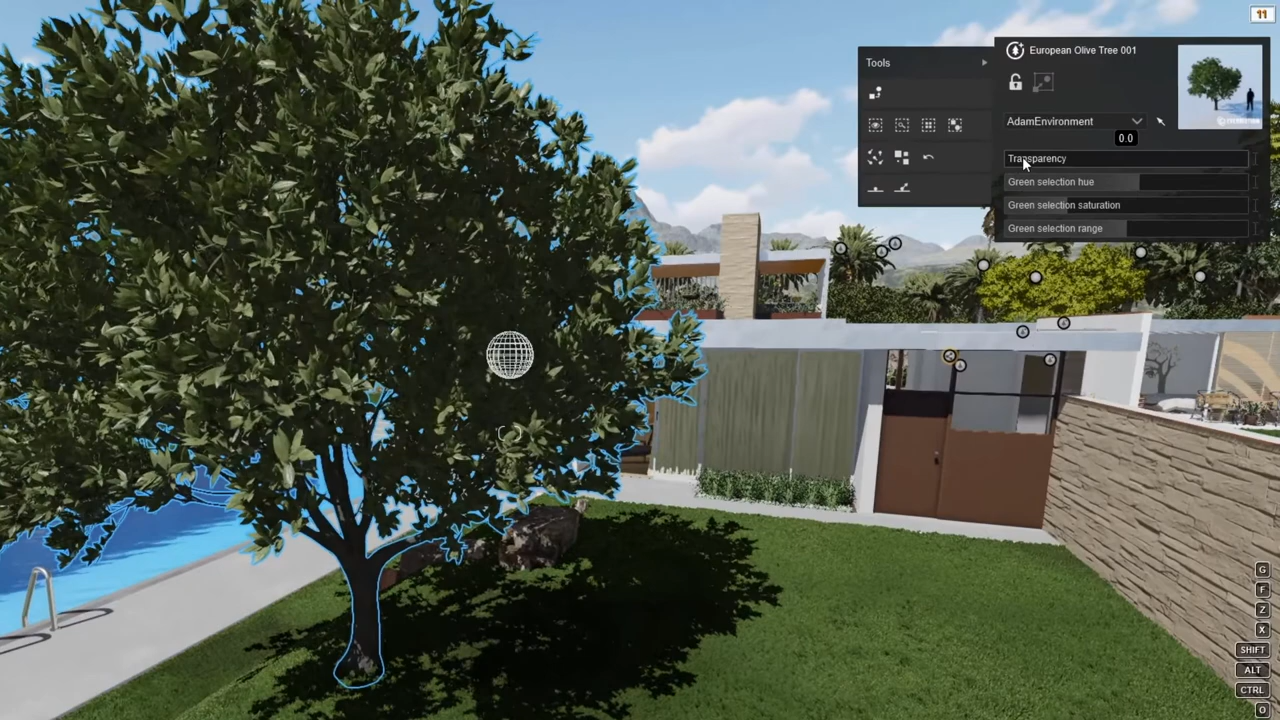 11
European Olive Tree 001
Tools
AdamEnvironment
0.0
Transparency
Green selection hue
Green selection saturation
Green selection range
G
F
Z
X
SHIFT
ALT
CTRL
O